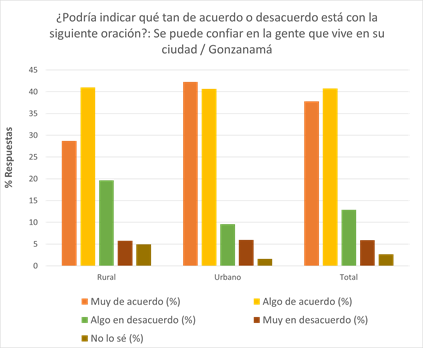 ¿Podría indicar qué tan de acuerdo o desacuerdo está con la
siguiente oración?: Se puede confiar en la gente que vive en su
ciudad / Gonzanamá
45
40
35
30
25
20
15
10
5
0
% Respuestas
Rural
Urbano
Total
Muy de acuerdo (%)
Algo de acuerdo (%)
Algo en desacuerdo (%)
Muy en desacuerdo (%)
No lo sé (%)